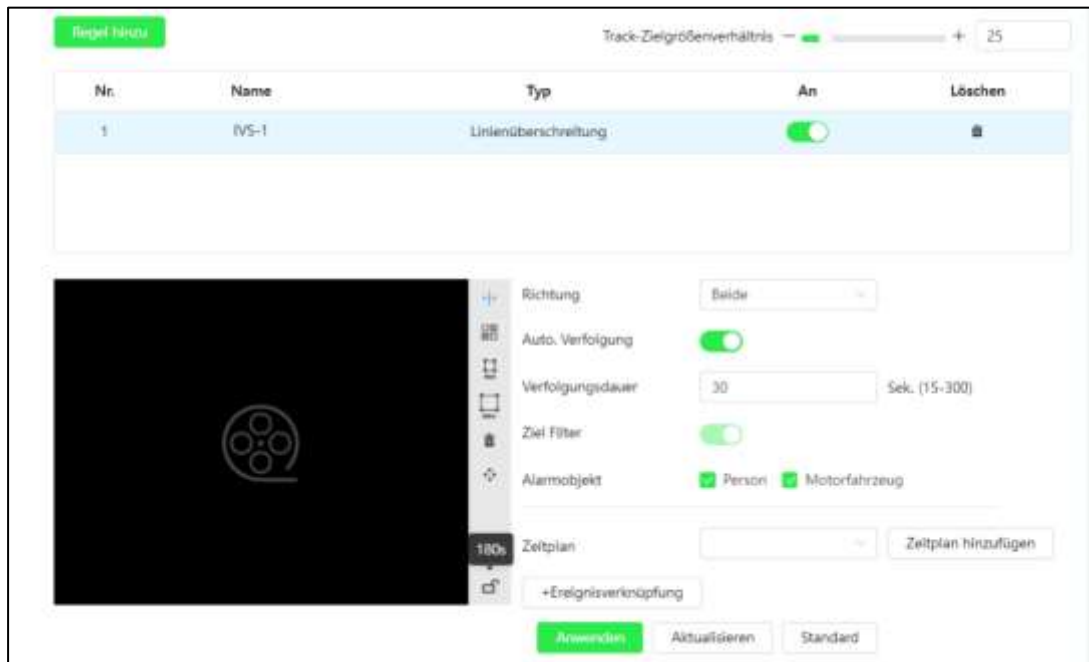 Regel hinzu
Track-Zielgrößenverhältnis 25
Nr. Name Typ An Löschen
1 IVS-1 Linienüberschreitung
Richtung Beide
Auto. Verfolgung
Verfolgungsdauer 30 Sek. (15-300)
Ziel Filter
Alarmobjekt Person Motorfahrzeug
180s
Zeitplan Zeitplan hinzufügen
+Ereignisverknüpfung
Anwenden Aktualisieren Standard